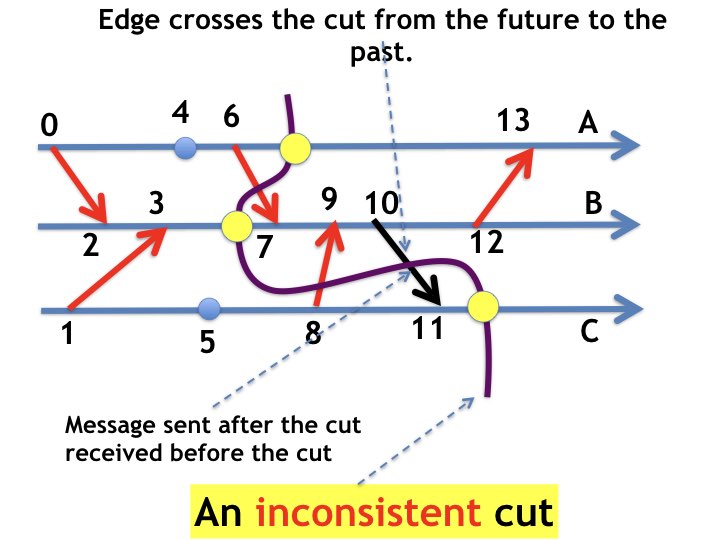 Edge crosses the cut from the future to the
past.
0
4
6
13
A
3
9
10
B
2
7
12
1
5
8
11
C
Message sent after the cut
received before the cut
An inconsistent cut